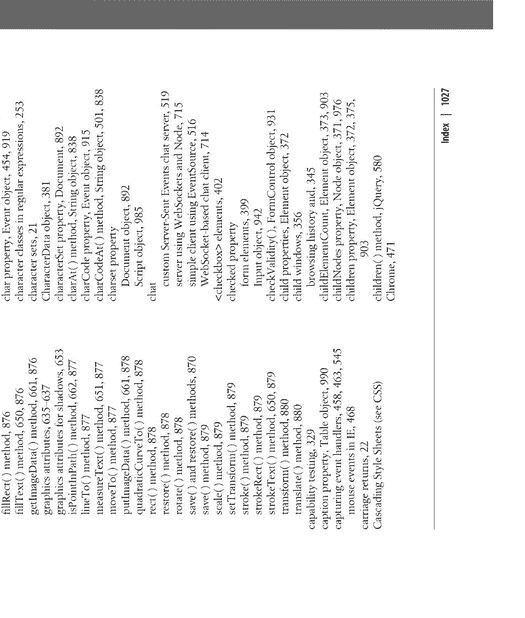 fillRect( ) method, 876
fillText( ) method, 650, 876
getImageData( ) method, 661, 876
graphics attributes, 635–637
graphics attributes for shadows, 653
isPointInPath( ) method, 662, 877
lineTo( ) method, 877
measureText( ) method, 651, 877
moveTo( ) method, 877
putImageData( ) method, 661, 878
quadraticCurveTo( ) method, 878
rect( ) method, 878
restore( ) method, 878
rotate( ) method, 878
save( ) and restore( ) methods, 870
save( ) method, 879
scale( ) method, 879
setTransform( ) method, 879
stroke( ) method, 879
strokeRect( ) method, 879
strokeText( ) method, 650, 879
transform( ) method, 880
translate( ) method, 880
capability testing, 329
caption property, Table object, 990
capturing event handlers, 458, 463, 545
mouse events in IE, 468
carriage returns, 22
Cascading Style Sheets (see CSS)
char property, Event object, 454, 919
character classes in regular expressions, 253
character sets, 21
CharacterData object, 381
characterSet property, Document, 892
charAt( ) method, String object, 838
charCode property, Event object, 915
charCodeAt( ) method, String object, 501, 838
charset property
Document object, 892
Script object, 985
chat
custom Server-Sent Events chat server, 519
server using WebSockets and Node, 715
simple client using EventSource, 516
WebSocket-based chat client, 714
<checkbox> elements, 402
checked property
form elements, 399
Input object, 942
checkValidity( ), FormControl object, 931
child properties, Element object, 372
child windows, 356
browsing history and, 345
childElementCount, Element object, 373, 903
childNodes property, Node object, 371, 976
children property, Element object, 372, 375,
903
children( ) method, jQuery, 580
Chrome, 471
Index | 1027